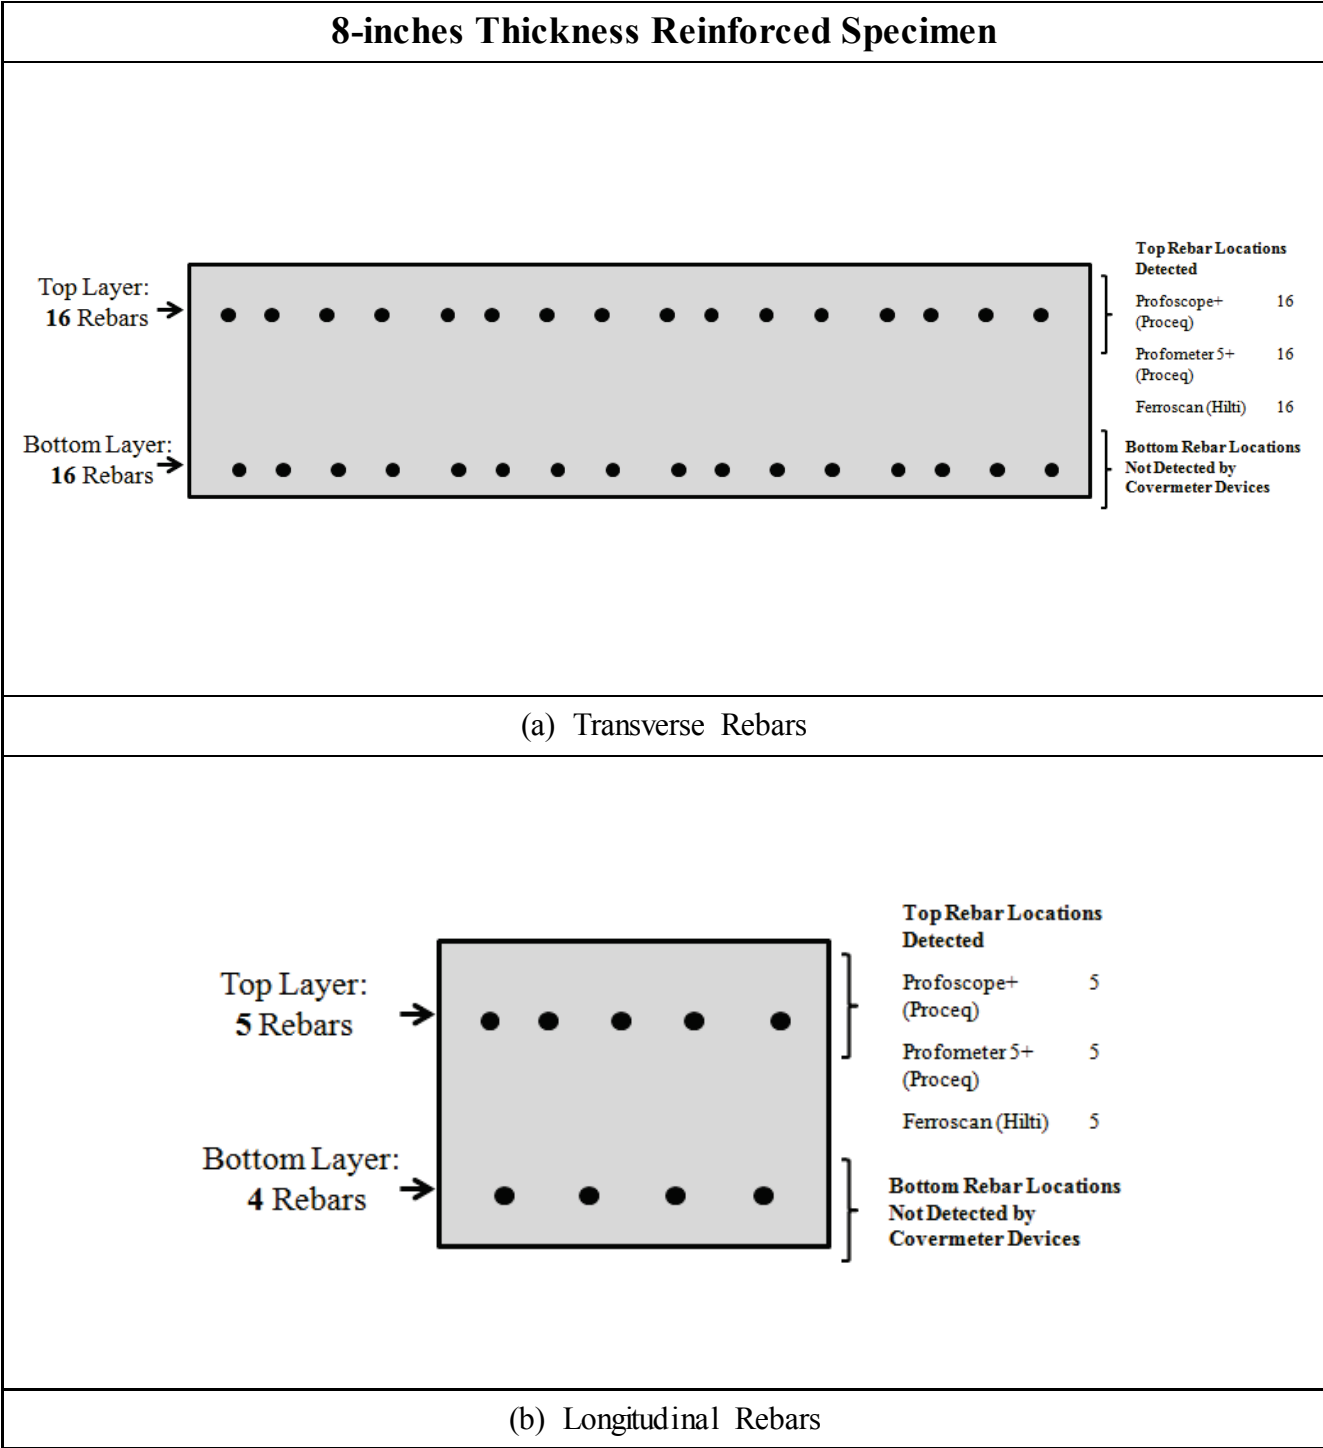 8-inches Thickness Reinforced Specimen
Top Layer:
16 Rebars
Bottom Layer:
16 Rebars
Top Rebar Locations
Detected
Profoscope+ 16
(Proceq)
Profometer 5+ 16
(Proceq)
Ferroscan (Hilti) 16
Bottom Rebar Locations
Not Detected by
Covermeter Devices
(a) Transverse Rebars
Top Layer:
5 Rebars
Bottom Layer:
4 Rebars
Top Rebar Locations
Detected
Profoscope+ 5
(Proceq)
Profometer 5+ 5
(Proceq)
Ferroscan (Hilti) 5
Bottom Rebar Locations
Not Detected by
Covermeter Devices
(b) Longitudinal Rebars